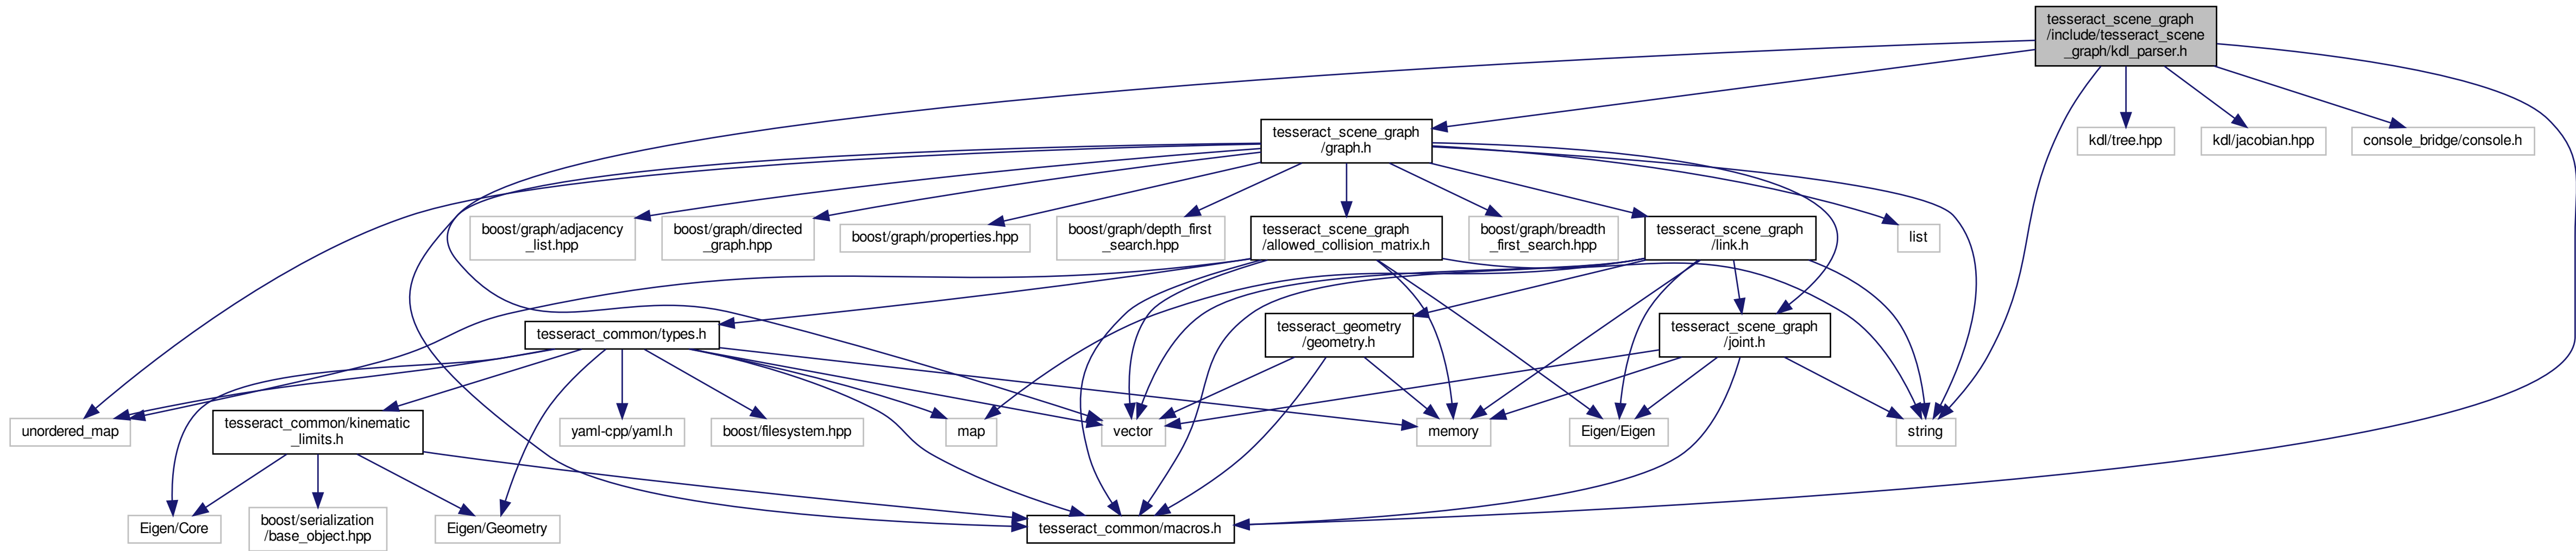 tesseract_scene_graph
/include/tesseract_scene
_graph/kdl_parser.h
tesseract_scene_graph
/graph.h
kdl/tree.hpp
kdl/jacobian.hpp
console_bridge/console.h
boost/graph/adjacency
_list.hpp
boost/graph/directed
_graph.hpp
boost/graph/properties.hpp
boost/graph/depth_first
_search.hpp
tesseract_scene_graph
/allowed_collision_matrix.h
boost/graph/breadth
_first_search.hpp
tesseract_scene_graph
/link.h
list
tesseract_common/types.h
tesseract_geometry
/geometry.h
tesseract_scene_graph
/joint.h
unordered_map
tesseract_common/kinematic
_limits.h
yaml-cpp/yaml.h
boost/filesystem.hpp
map
vector
memory
Eigen/Eigen
string
Eigen/Core
boost/serialization
/base_object.hpp
Eigen/Geometry
tesseract_common/macros.h